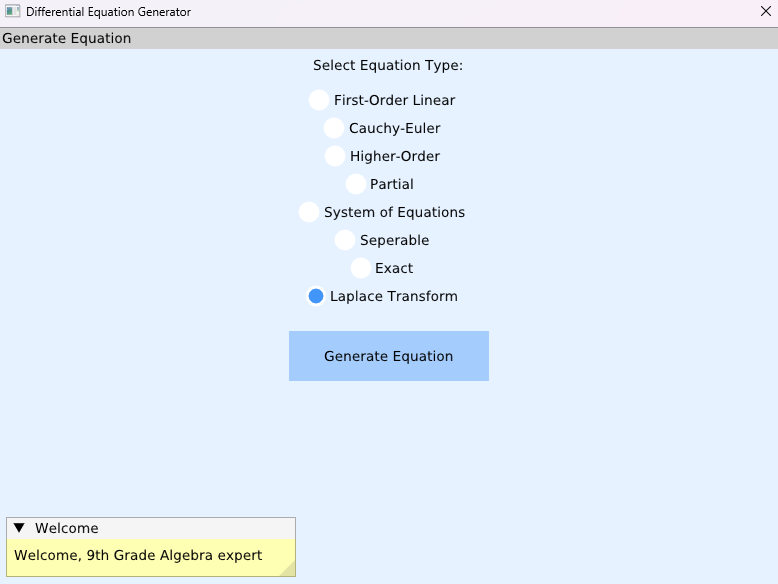 Differential Equation Generator
Generate Equation
Select Equation Type:
First-Order Linear
Cauchy-Euler
Higher-Order
Partial
System of Equations
Seperable
Exact
Laplace Transform
Generate Equation
Welcome
Welcome, 9th Grade Algebra expert